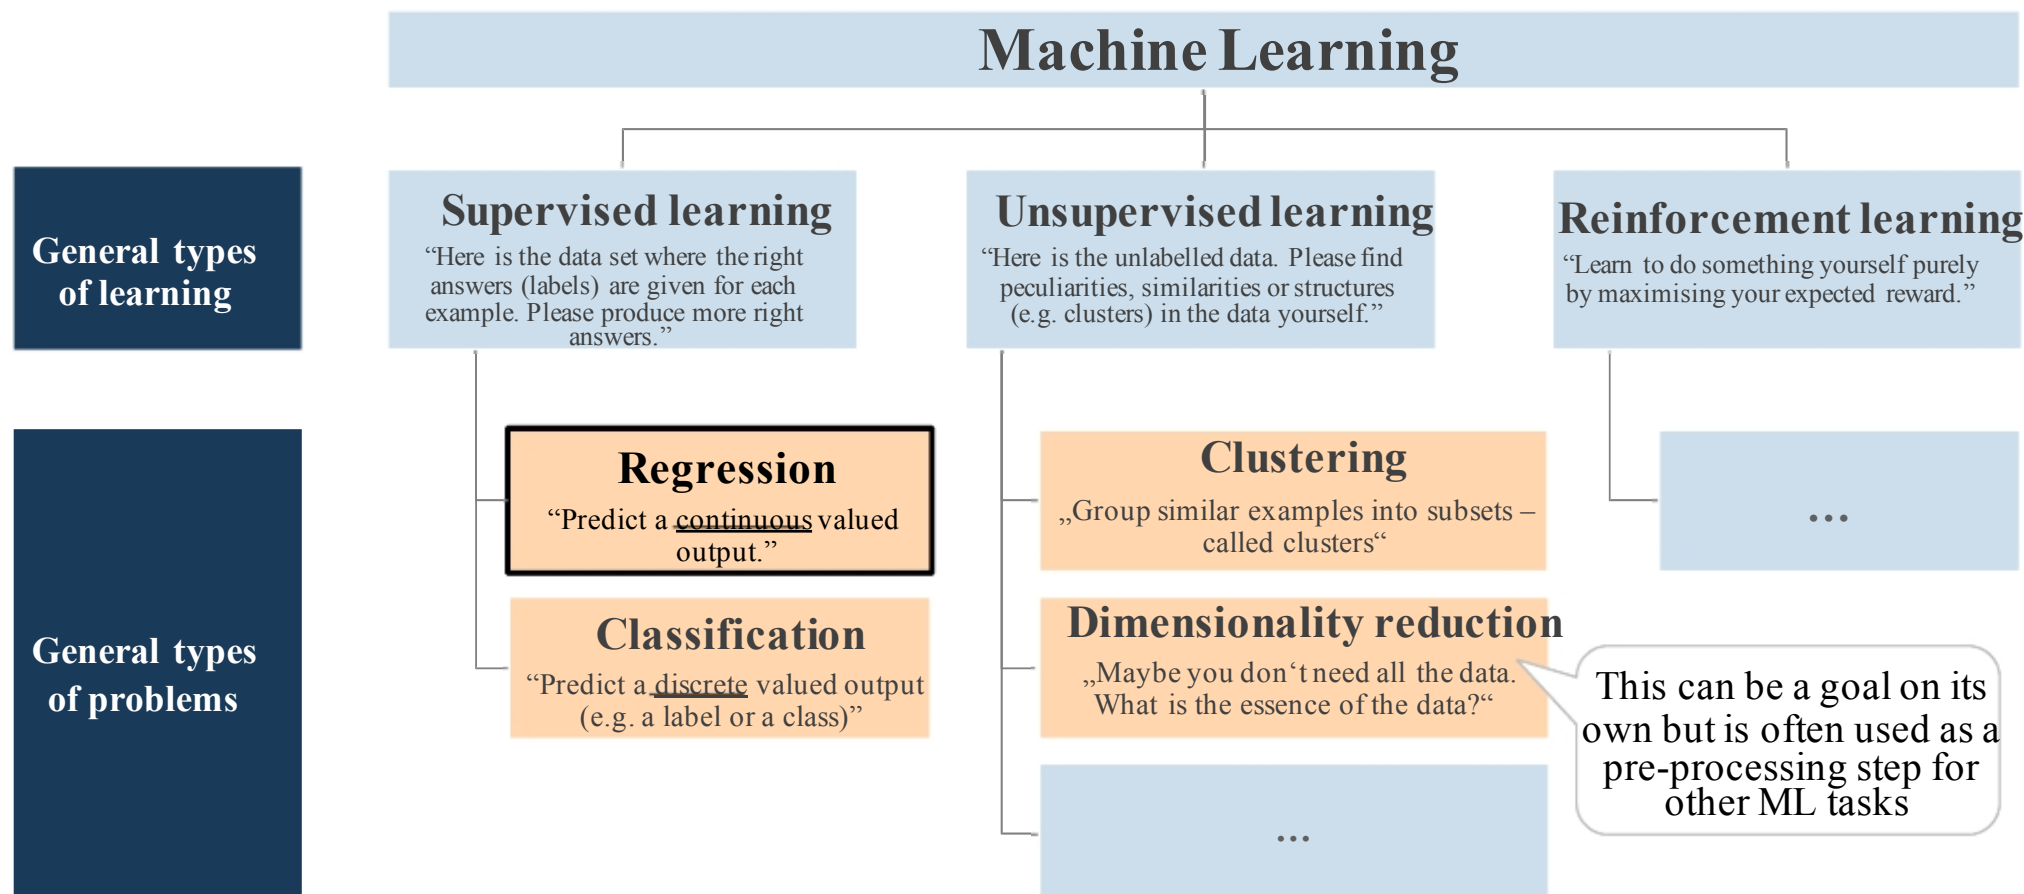 Machine Learning
General types
of learning
Supervised learning
“Here is the data set where the right
answers (labels) are given for each
example. Please produce more right
answers.”
Unsupervised learning
“Here is the unlabelled data. Please find
peculiarities, similarities or structures
(e.g. clusters) in the data yourself.”
Reinforcement learning
“Learn to do something yourself purely
by maximising your expected reward.”
General types
of problems
Regression
“Predict a continuous valued
output.”
Classification
“Predict a discrete valued output
(e.g. a label or a class)”
Clustering
„Group similar examples into subsets –
called clusters“
Dimensionality reduction
„Maybe you don‘t need all the data.
What is the essence of the data?“
...
...
This can be a goal on its
own but is often used as a
pre-processing step for
other ML tasks